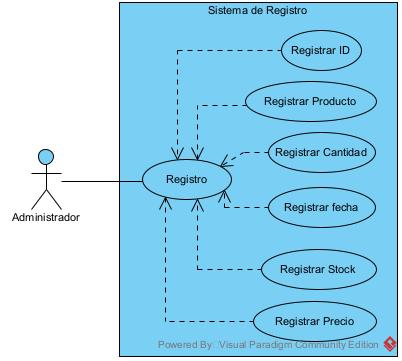 Sistema de Registro
Registrar ID
Registrar Producto
Registrar Cantidad
Registro
Registrar fecha
Administrador
Registrar Stock
Registrar Precio
Powered By Visual Paradigm Community Edition